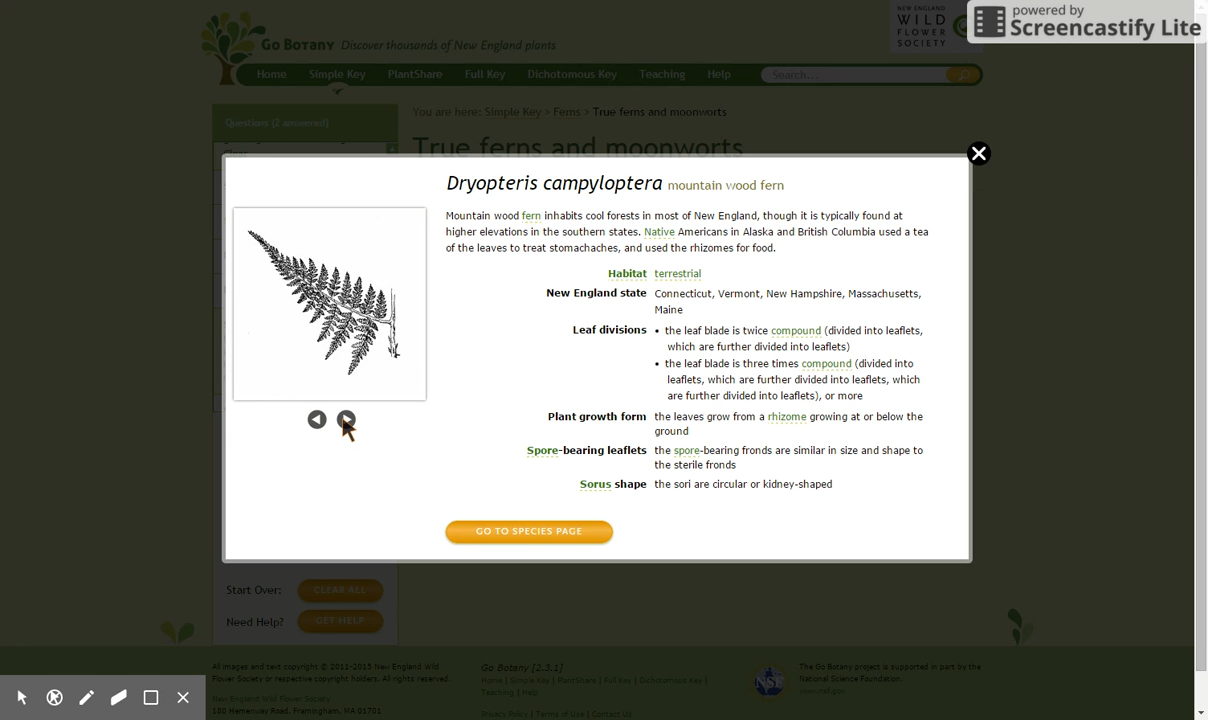 powered by
Screencastify Lite
NEW ENGLAND
WILD
FLOWER
SOCIETY
Go Botany Discover thousands of New England plants
Home Simple Key PlantShare Full Key Dichotomous Key Teaching Help Search...
Questions (2 answered)
You are here: Simple Key > Ferns > True ferns and moonworts
True ferns and moonworts
Dryopteris campyloptera mountain wood fern
Mountain wood fern inhabits cool forests in most of New England, though it is typically found at
higher elevations in the southern states. Native Americans in Alaska and British Columbia used a tea
of the leaves to treat stomachaches, and used the rhizomes for food.
Habitat terrestrial
New England state Connecticut, Vermont, New Hampshire, Massachusetts,
Maine
Leaf divisions • the leaf blade is twice compound (divided into leaflets,
which are further divided into leaflets)
• the leaf blade is three times compound (divided into
leaflets, which are further divided into leaflets, which
are further divided into leaflets), or more
Plant growth form the leaves grow from a rhizome growing at or below the
ground
Spore-bearing leaflets the spore-bearing fronds are similar in size and shape to
the sterile fronds
Sorus shape the sori are circular or kidney-shaped
GO TO SPECIES PAGE
Start Over: CLEAR ALL
Need Help? GET HELP
All images and text copyright © 2011-2015 New England Wild
Flower Society or respective copyright holders. All rights reserved.
New England Wild Flower Society
180 Hemenway Road, Framingham, MA 01701
Go Botany [2.3.1]
Home | Simple Key | PlantShare | Full Key | Dichotomous Key |
Teaching | Help
Privacy Policy | Terms of Use | Contact Us
NSF
The Go Botany project is supported in part by the
National Science Foundation.
www.nsf.gov